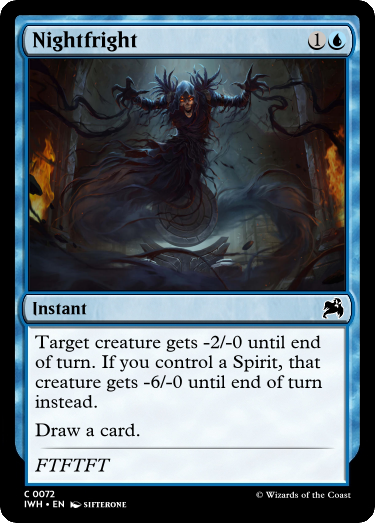 Nightfright 1
Instant
Target creature gets -2/-0 until end
of turn. If you control a Spirit, that
creature gets -6/-0 until end of turn
instead.
Draw a card.
FTFTFT
C 0072
IWH • EN SIFTERONE
© Wizards of the Coast